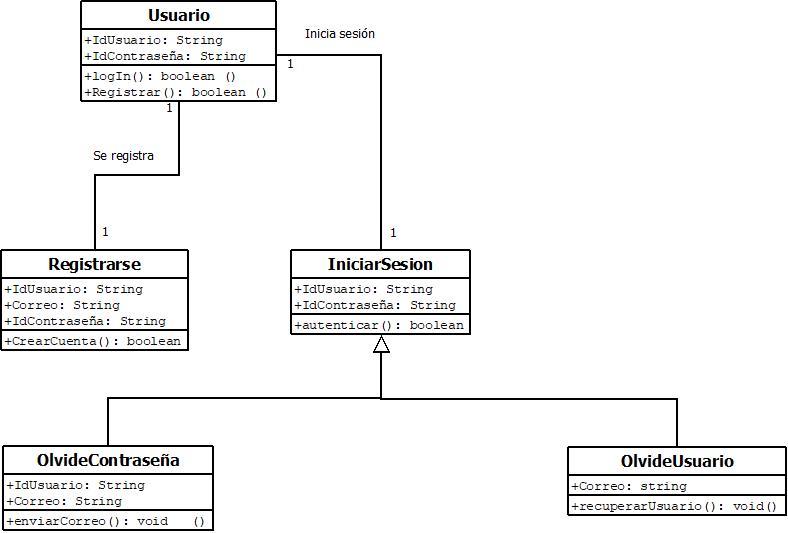 Usuario
+IdUsuario: String
+IdContraseña: String
+logIn(): boolean ()
+Registrar(): boolean ()
Inicia sesión
1
1
Se registra
1
1
Registrarse
+IdUsuario: String
+Correo: String
+IdContraseña: String
+CrearCuenta(): boolean
IniciarSesion
+IdUsuario: String
+IdContraseña: String
+autenticar(): boolean
OlvideContraseña
+IdUsuario: String
+Correo: String
+enviarCorreo(): void ()
OlvideUsuario
+Correo: string
+recuperarUsuario(): void()